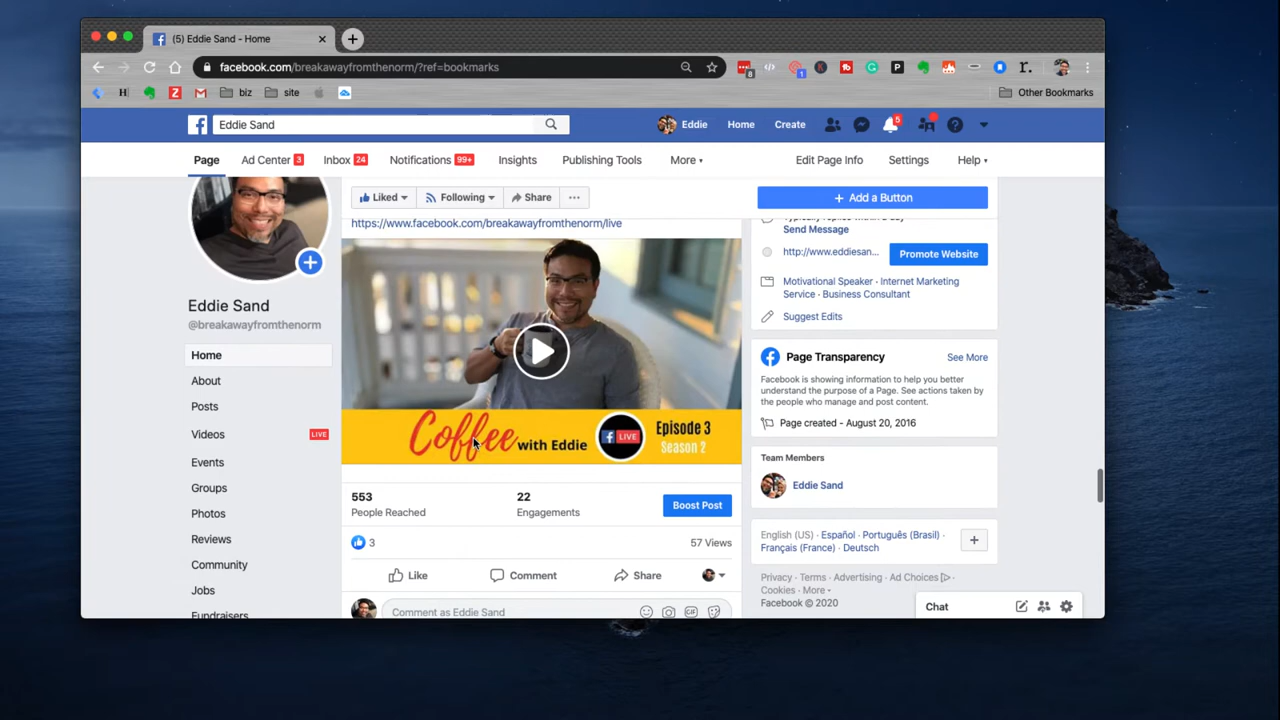 (5) Eddie Sand - Home
facebook.com/breakawayfromthenorm/?ref=bookmarks
8
1
P
r.
H
Z
biz
site
Other Bookmarks
Eddie Sand
Eddie
Home
Create
5
Page
Ad Center 3
Inbox 24
Notifications 99+
Insights
Publishing Tools
More
Edit Page Info
Settings
Help
Liked
Following
Share
+ Add a Button
https://www.facebook.com/breakawayfromthenorm/live
Send Message
http://www.eddiesan...
Promote Website
Motivational Speaker · Internet Marketing
Service · Business Consultant
Suggest Edits
Eddie Sand
@breakawayfromthenorm
Home
About
Posts
Videos
LIVE
Events
Groups
Photos
Reviews
Community
Jobs
Fundraisers
Coffee with Eddie
LIVE
Episode 3
Season 2
553
People Reached
22
Engagements
Boost Post
3
57 Views
Like
Comment
Share
Comment as Eddie Sand
GIF
Page Transparency
See More
Facebook is showing information to help you better
understand the purpose of a Page. See actions taken by
the people who manage and post content.
Page created - August 20, 2016
Team Members
Eddie Sand
English (US) · Español · Português (Brasil) ·
Français (France) · Deutsch
Privacy · Terms · Advertising · Ad Choices ·
Cookies · More
Facebook © 2020
Chat